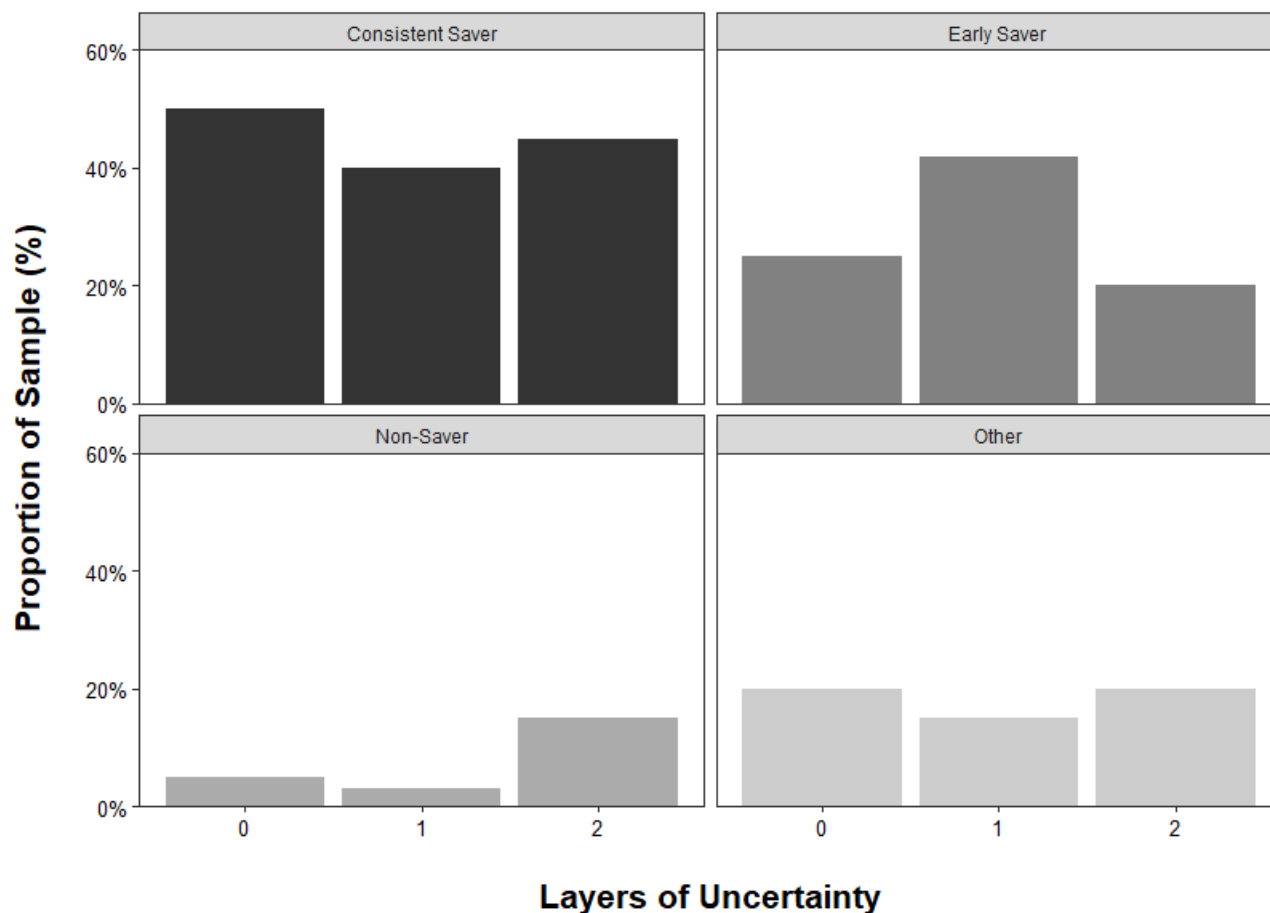 Consistent Saver
Early Saver
60%
40%
20%
0%
Non-Saver
Other
60%
40%
20%
0%
0
1
2
0
1
2
Proportion of Sample (%)
Layers of Uncertainty